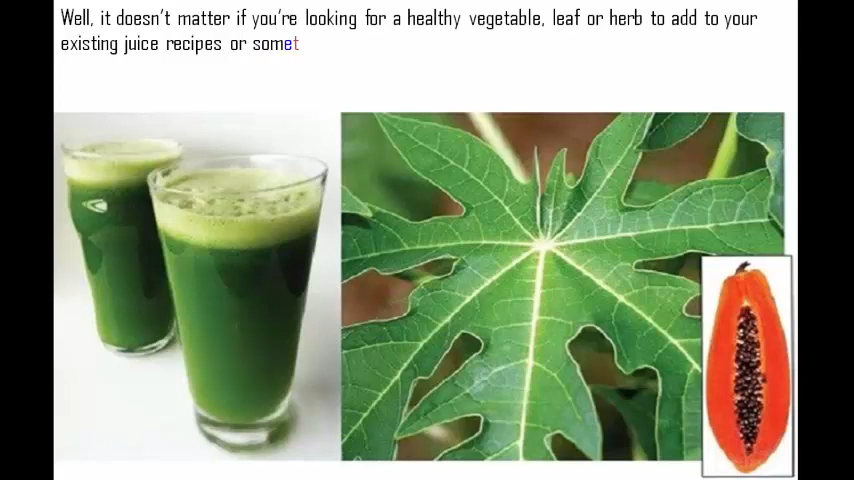 Well, it doesn't matter if you're looking for a healthy vegetable, leaf or herb to add to your
existing juice recipes or somet